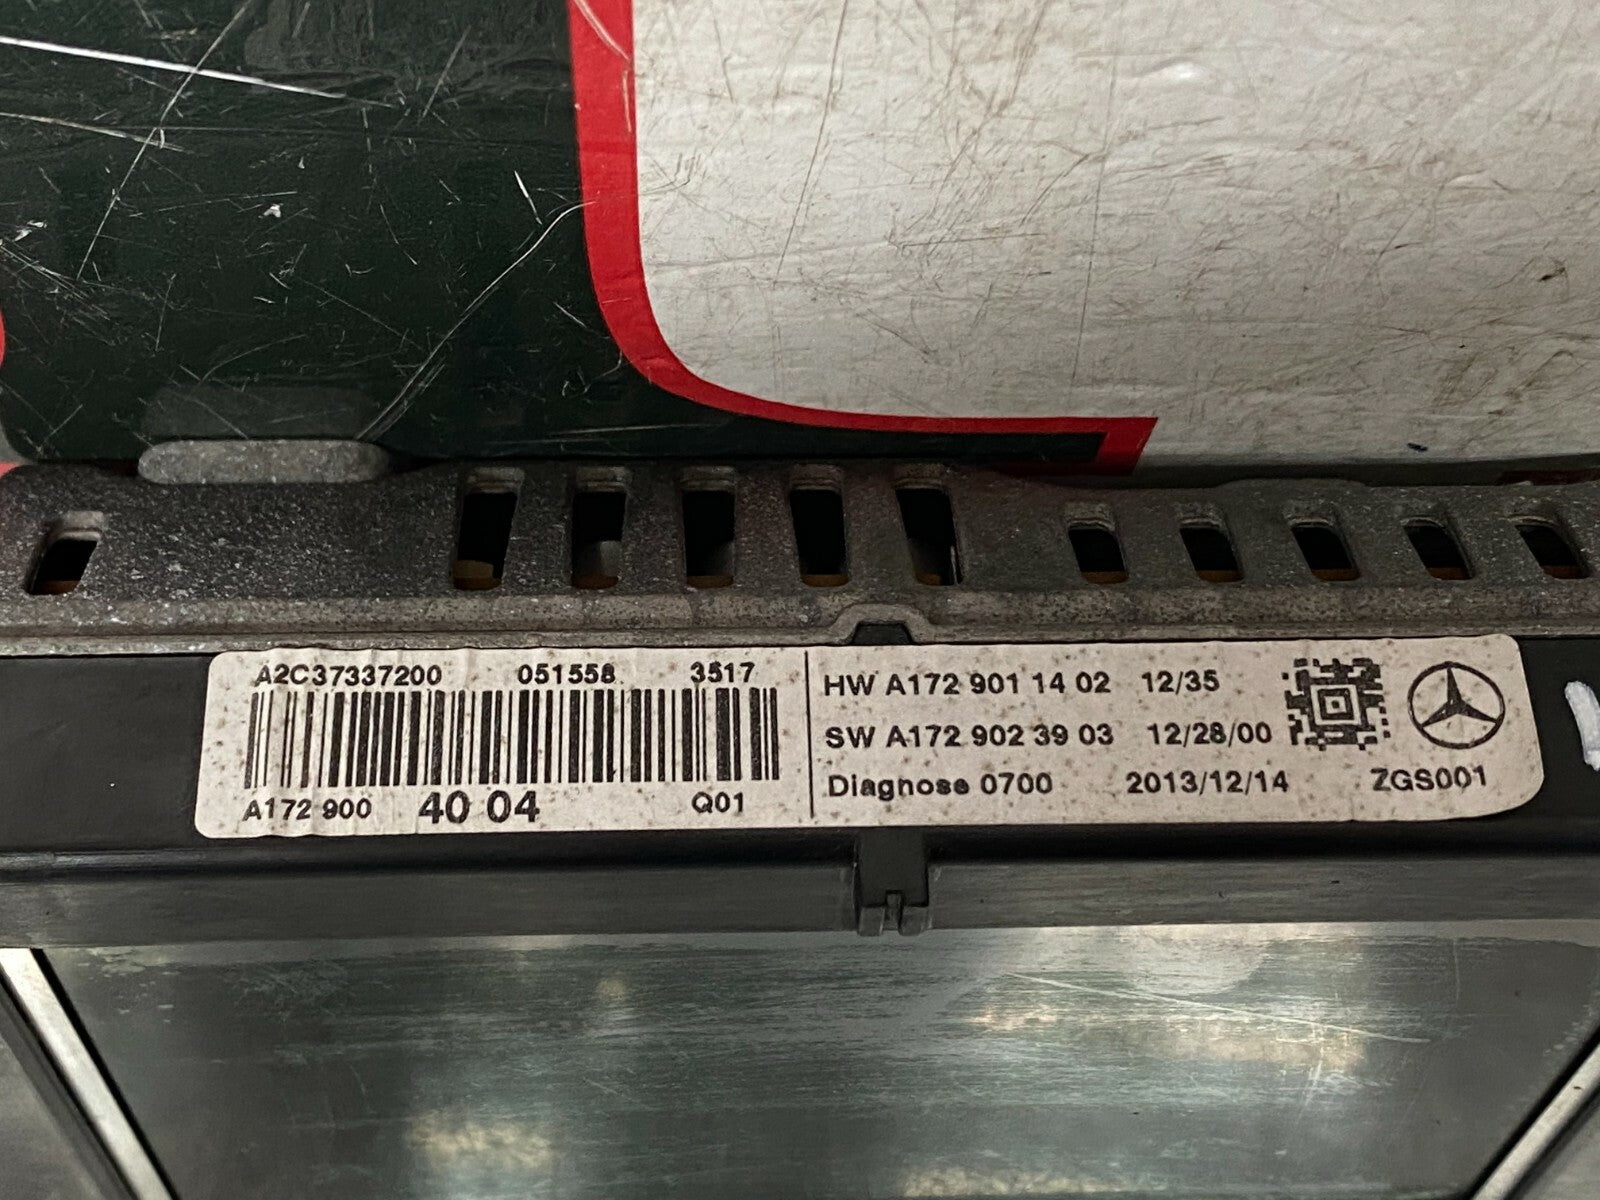 A2C37337200 051558 3517
A172 900 40 04 Q01
HW A172 901 14 02 12/35
SW A172 902 39 03 12/28/00
Diagnose 0700 2013/12/14 ZGS001